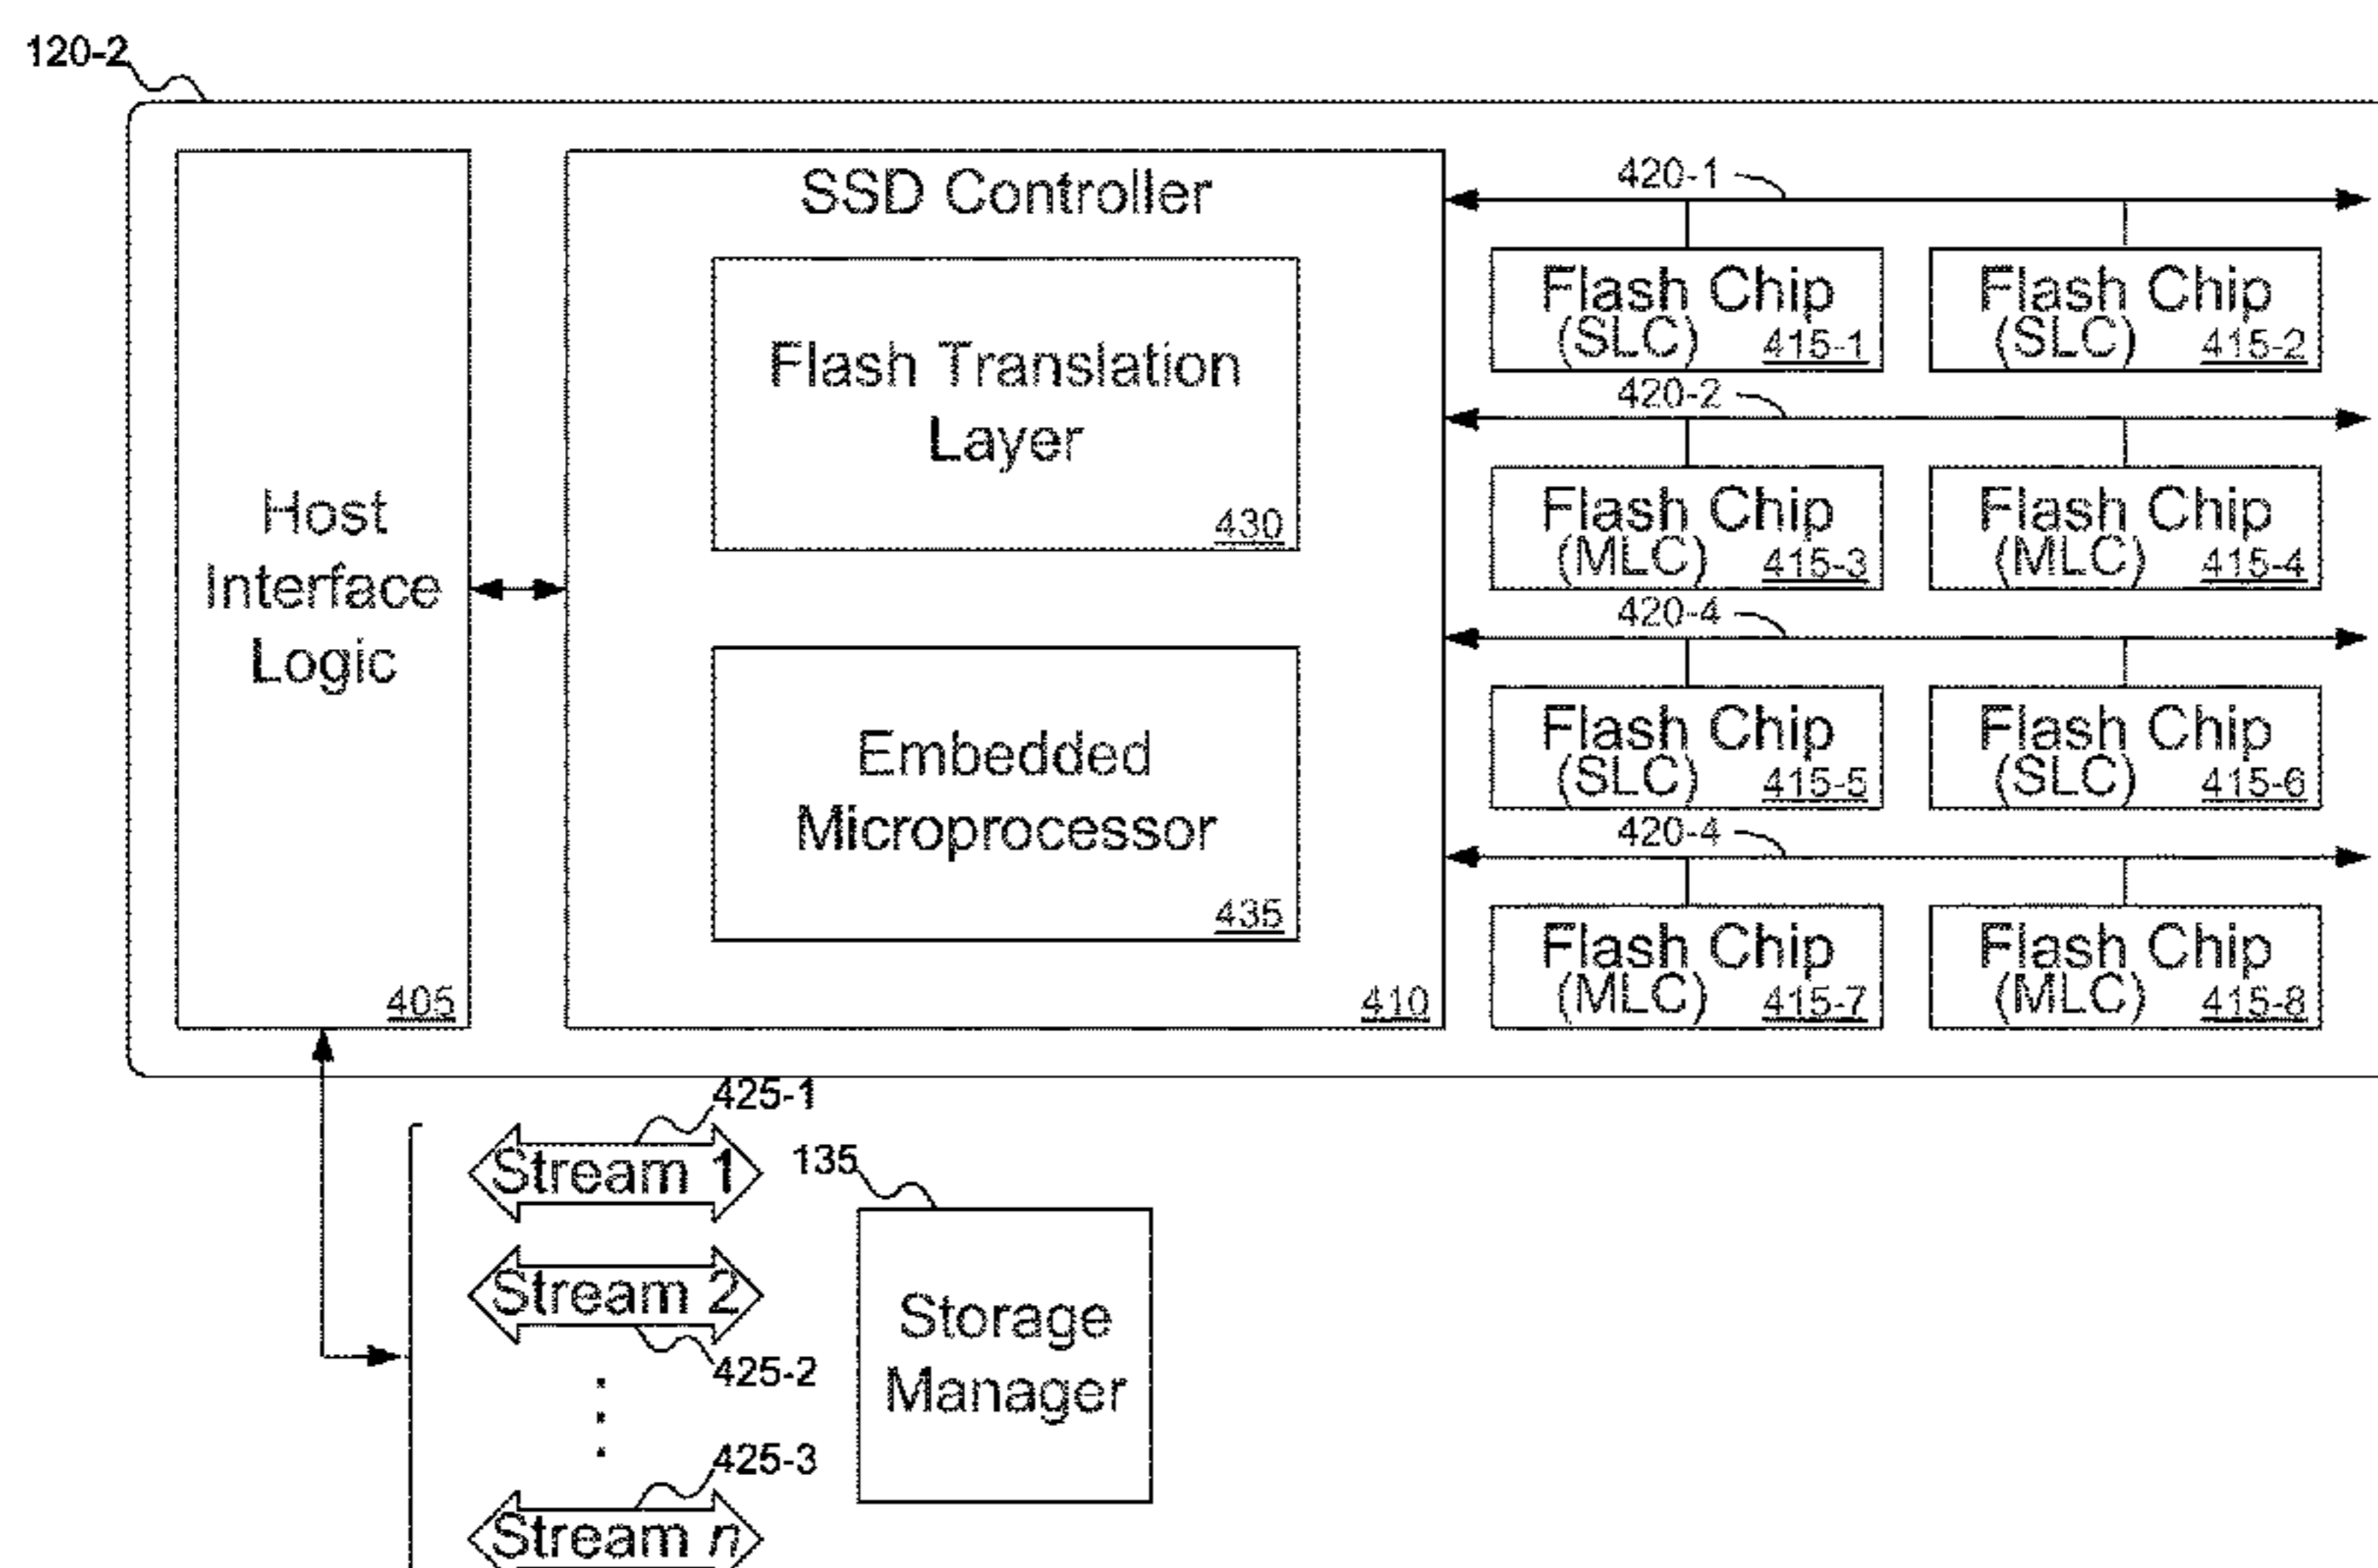 120-2
SSD Controller
Flash Translation
Layer
430
Embedded
Microprocessor
435
410
Host
Interface
Logic
405
420-1
Flash Chip
(SLC) 415-1
Flash Chip
(SLC) 415-2
420-2
Flash Chip
(MLC) 415-3
Flash Chip
(MLC) 415-4
420-4
Flash Chip
(SLC) 415-5
Flash Chip
(SLC) 415-6
420-4
Flash Chip
(MLC) 415-7
Flash Chip
(MLC) 415-8
425-1
Stream 1
135
Stream 2
425-2
Storage
Manager
425-3
Stream n